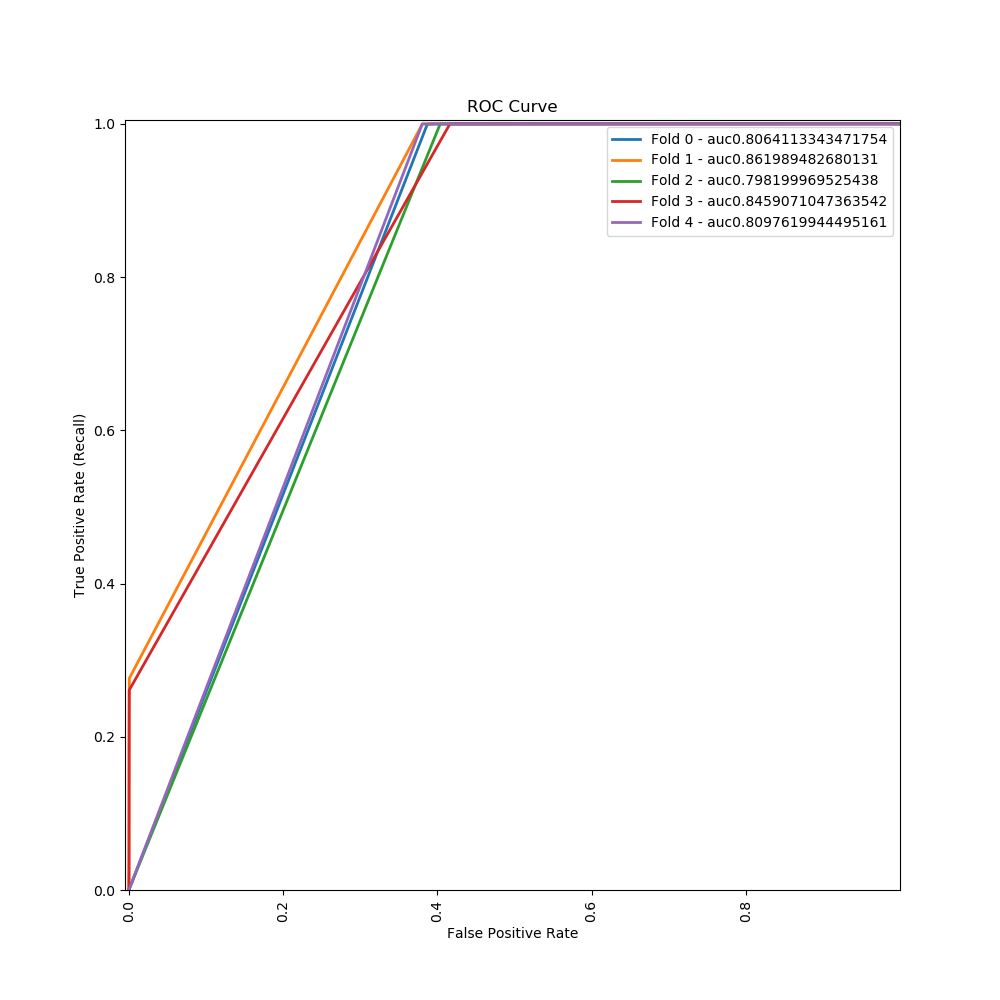 ROC Curve
1.0
0.8
0.6
0.4
0.2
0.0
True Positive Rate (Recall)
Fold 0 - auc0.8064113343471754
Fold 1 - auc0.861989482680131
Fold 2 - auc0.798199969525438
Fold 3 - auc0.8459071047363542
Fold 4 - auc0.8097619944495161
0.0
0.2
0.4
0.6
0.8
False Positive Rate